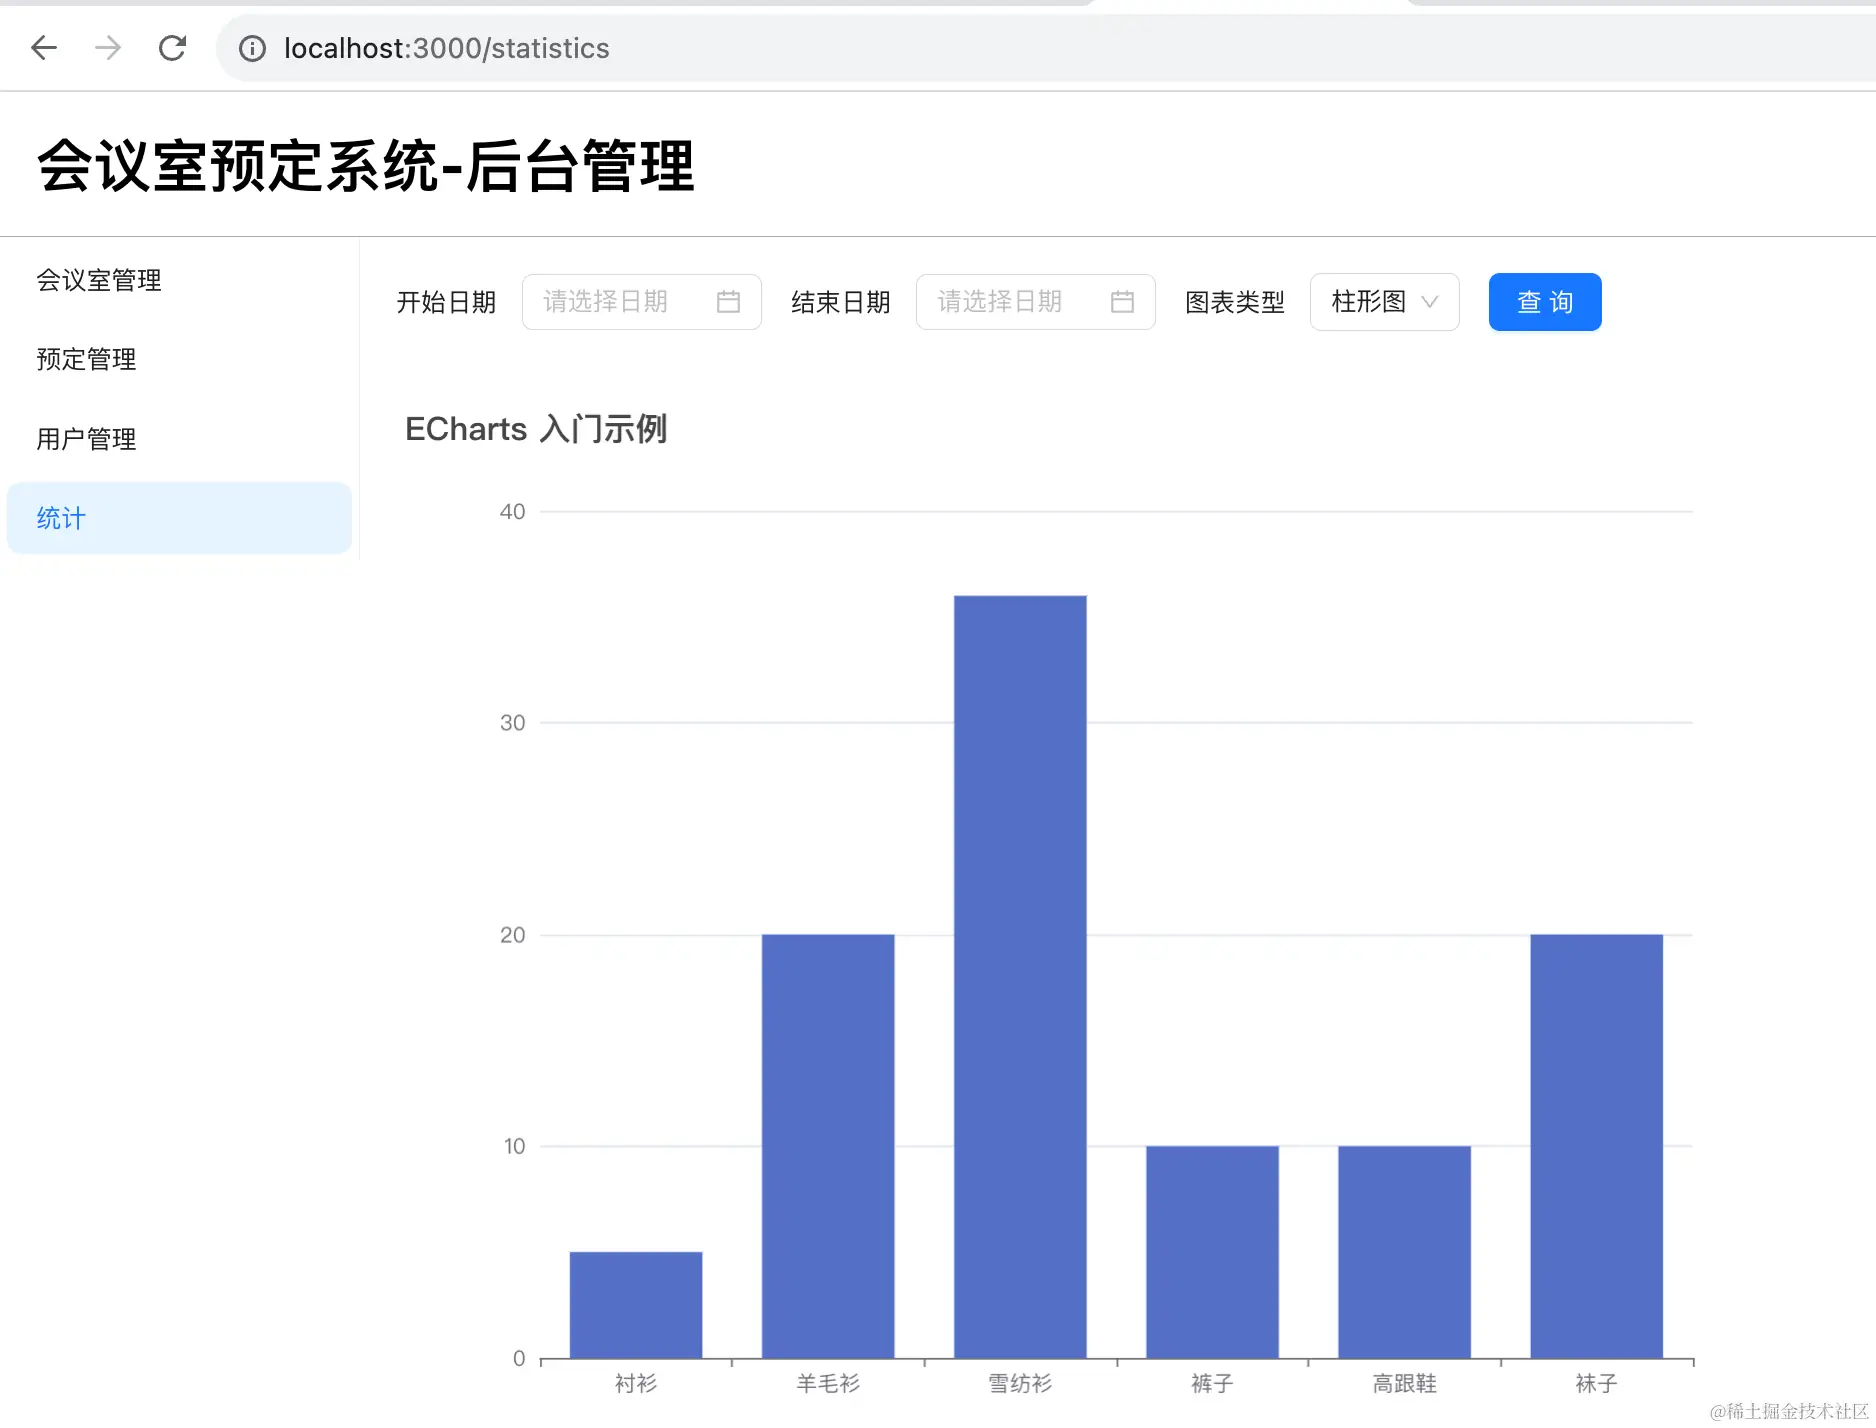 localhost:3000/statistics
会议室预定系统-后台管理
会议室管理
预定管理
用户管理
统计
开始日期 请选择日期 结束日期 请选择日期 图表类型 柱形图 查 询
ECharts 入门示例
40
30
20
10
0
衬衫 羊毛衫 雪纺衫 裤子 高跟鞋 袜子
@稀土掘金技术社区